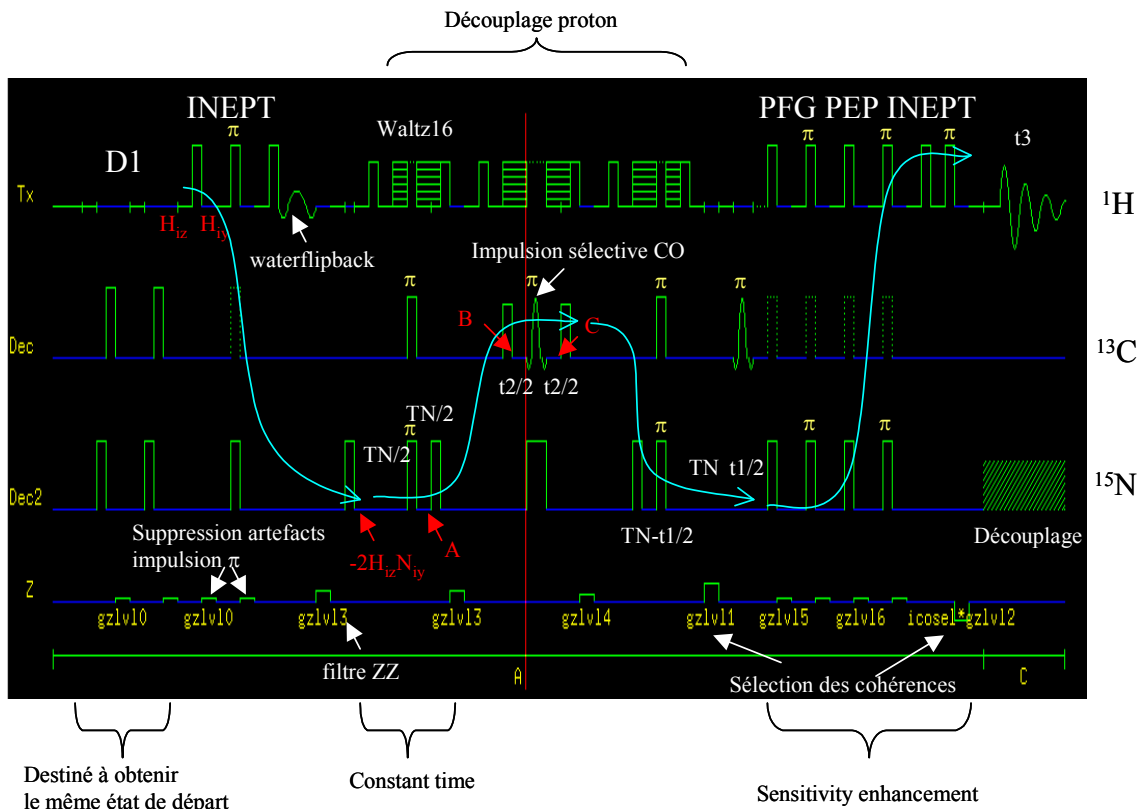 Découplage proton
INEPT
PFG PEP INEPT
π
Waltz16
π
π
π
t3
D1
Tx
¹H
H_iz
H_iy
waterflipback
Impulsion sélective CO
π
π
π
π
B
C
Dec
¹³C
t2/2
t2/2
TN/2
π
TN/2
π
π
π
TN
t1/2
Dec2
¹⁵N
Suppression artefacts
impulsion π
-2H_izN_iy
A
TN-t1/2
Découplage
Z
gzlvl0
gzlvl0
gzlvl3
gzlvl3
gzlvl4
gzlvl1
gzlvl5
gzlvl6
icosel*gzlvl2
filtre ZZ
A
Sélection des cohérences
C
Destiné à obtenir
le même état de départ
Constant time
Sensitivity enhancement